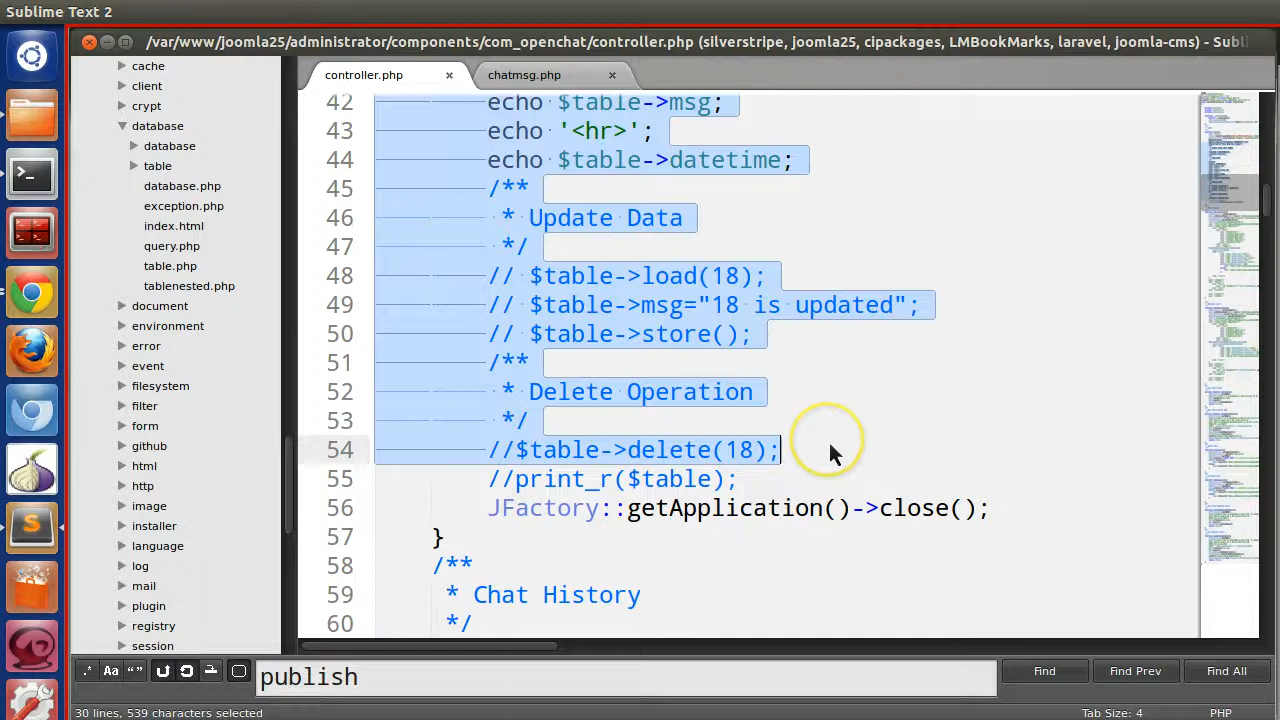 Sublime Text 2
/var/www/joomla25/administrator/components/com_openchat/controller.php (silverstripe, joomla25, cipackages, LMBookMarks, laravel, joomla-cms) - Subl
cache
client
crypt
database
database
table
database.php
exception.php
index.html
query.php
table.php
tablenested.php
document
environment
error
event
filesystem
filter
form
github
html
http
image
installer
language
log
mail
plugin
registry
session
controller.php ×
chatmsg.php ×
42 echo $table->msg;
43 echo '<hr>';
44 echo $table->datetime;
45 /**
46 * Update Data
47 */
48 // $table->load(18);
49 // $table->msg="18 is updated";
50 // $table->store();
51 /**
52 * Delete Operation
53 */
54 //$table->delete(18);
55 //print_r($table);
56 JFactory::getApplication()->close();
57 }
58 /**
59 * Chat History
60 */
.* Aa “”
publish
Find
Find Prev
Find All
30 lines, 539 characters selected
Tab Size: 4
PHP